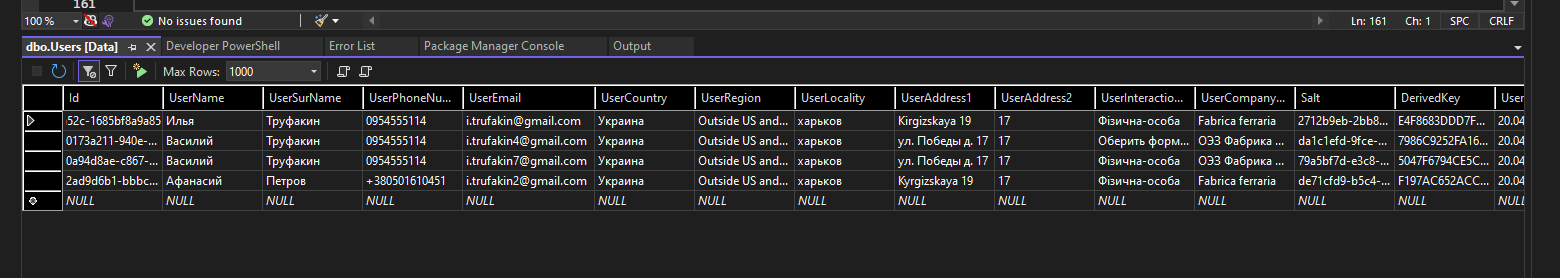 161
100 % No issues found Ln: 161 Ch: 1 SPC CRLF
dbo.Users [Data] Developer PowerShell Error List Package Manager Console Output
Max Rows: 1000
Id UserName UserSurName UserPhoneNu... UserEmail UserCountry UserRegion UserLocality UserAddress1 UserAddress2 UserInteractio... UserCompany... Salt DerivedKey User
52c-1685bf8a9a85 Илья Труфакин 0954555114 i.trufakin@gmail.com Украина Outside US and... харьков Kirgizskaya 19 17 Фізична-особа Fabrica ferraria 2712b9eb-2bb8... E4F8683DDD7F... 20.04
0173a211-940e-... Василий Труфакин 0954555114 i.trufakin4@gmail.com Украина Outside US and... харьков ул. Победы д. 17 17 Оберить форм... ОЭЗ Фабрика ... da1c1efd-9fce-... 7986C9252FA16... 20.04
0a94d8ae-c867-... Василий Труфакин 0954555114 i.trufakin7@gmail.com Украина Outside US and... харьков ул. Победы д. 17 17 Фізична-особа ОЭЗ Фабрика ... 79a5bf7d-e3c8-... 5047F6794CE5C... 20.04
2ad9d6b1-bbbc... Афанасий Петров +380501610451 i.trufakin2@gmail.com Украина Outside US and... харьков Kyrgizskaya 19 17 Фізична-особа Fabrica ferraria de71cfd9-b5c4-... F197AC652ACC... 20.04
NULL NULL NULL NULL NULL NULL NULL NULL NULL NULL NULL NULL NULL NULL NULL